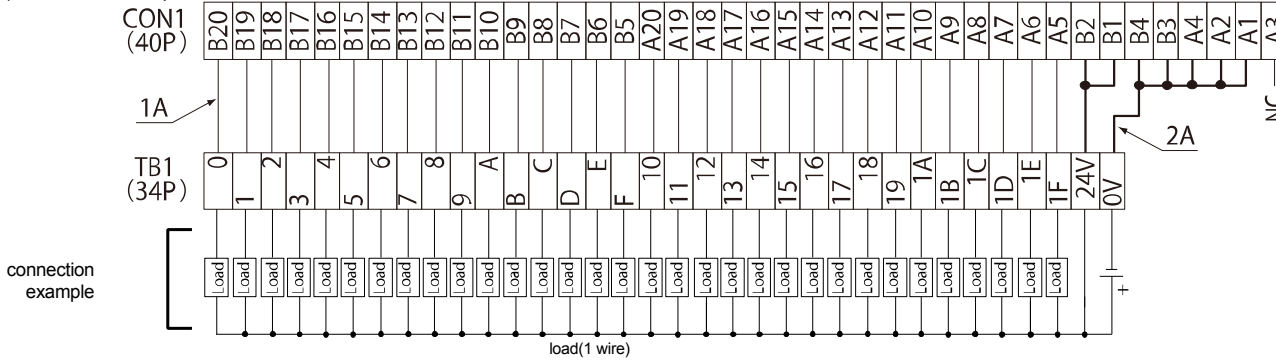 CON1 (40P) B20 B19 B18 B17 B16 B15 B14 B13 B12 B11 B10 B9 B8 B7 B6 B5 A20 A19 A18 A17 A16 A15 A14 A13 A12 A11 A10 A9 A8 A7 A6 A5 B2 B1 B4 B3 A4 A2 A1 A3
1A
NC
2A
TB1 (34P) 0 1 2 3 4 5 6 7 8 9 A B C D E F 10 11 12 13 14 15 16 17 18 19 1A 1B 1C 1D 1E 1F 24V 0V
connection
example
Load Load Load Load Load Load Load Load Load Load Load Load Load Load Load Load Load Load Load Load Load Load Load Load Load Load Load Load Load Load Load Load
+
load(1 wire)